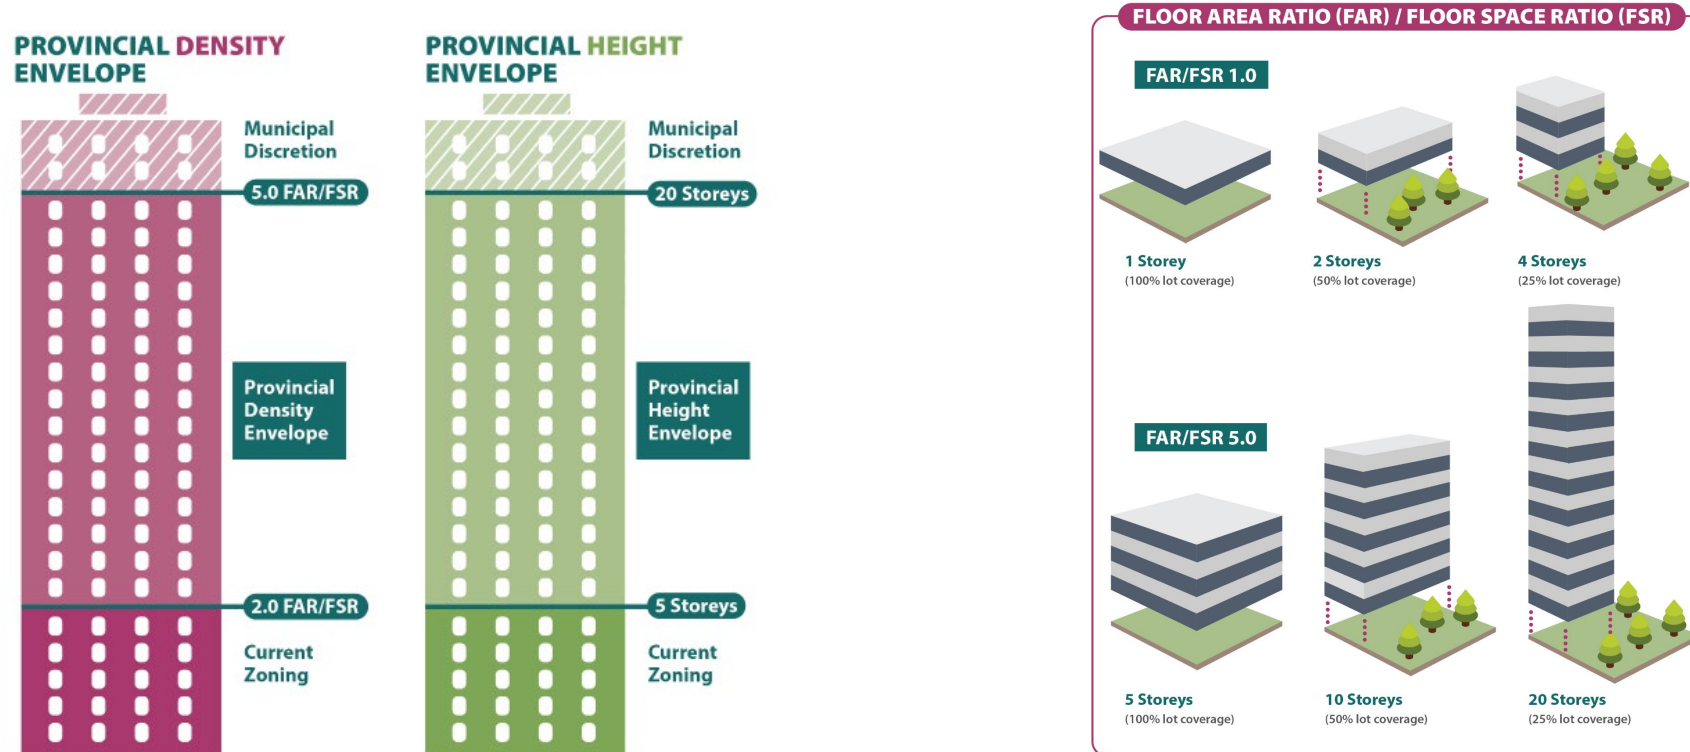 PROVINCIAL DENSITY
ENVELOPE
Municipal
Discretion
5.0 FAR/FSR
Provincial
Density
Envelope
2.0 FAR/FSR
Current
Zoning
PROVINCIAL HEIGHT
ENVELOPE
Municipal
Discretion
20 Storeys
Provincial
Height
Envelope
5 Storeys
Current
Zoning
FLOOR AREA RATIO (FAR) / FLOOR SPACE RATIO (FSR)
FAR/FSR 1.0
1 Storey
(100% lot coverage)
2 Storeys
(50% lot coverage)
4 Storeys
(25% lot coverage)
FAR/FSR 5.0
5 Storeys
(100% lot coverage)
10 Storeys
(50% lot coverage)
20 Storeys
(25% lot coverage)